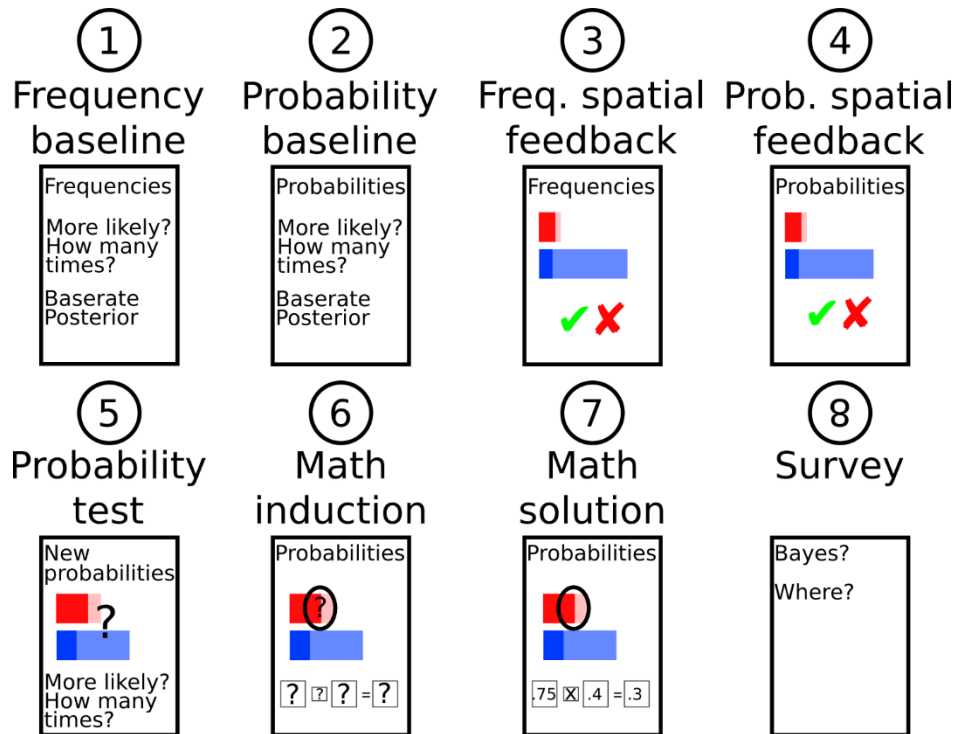 1
Frequency
baseline
Frequencies
More likely?
How many
times?
Baserate
Posterior
2
Probability
baseline
Probabilities
More likely?
How many
times?
Baserate
Posterior
3
Freq. spatial
feedback
Frequencies
4
Prob. spatial
feedback
Probabilities
5
Probability
test
New
probabilities
?
More likely?
How many
times?
6
Math
induction
Probabilities
?
? ? ? = ?
7
Math
solution
Probabilities
.75 X .4 = .3
8
Survey
Bayes?
Where?